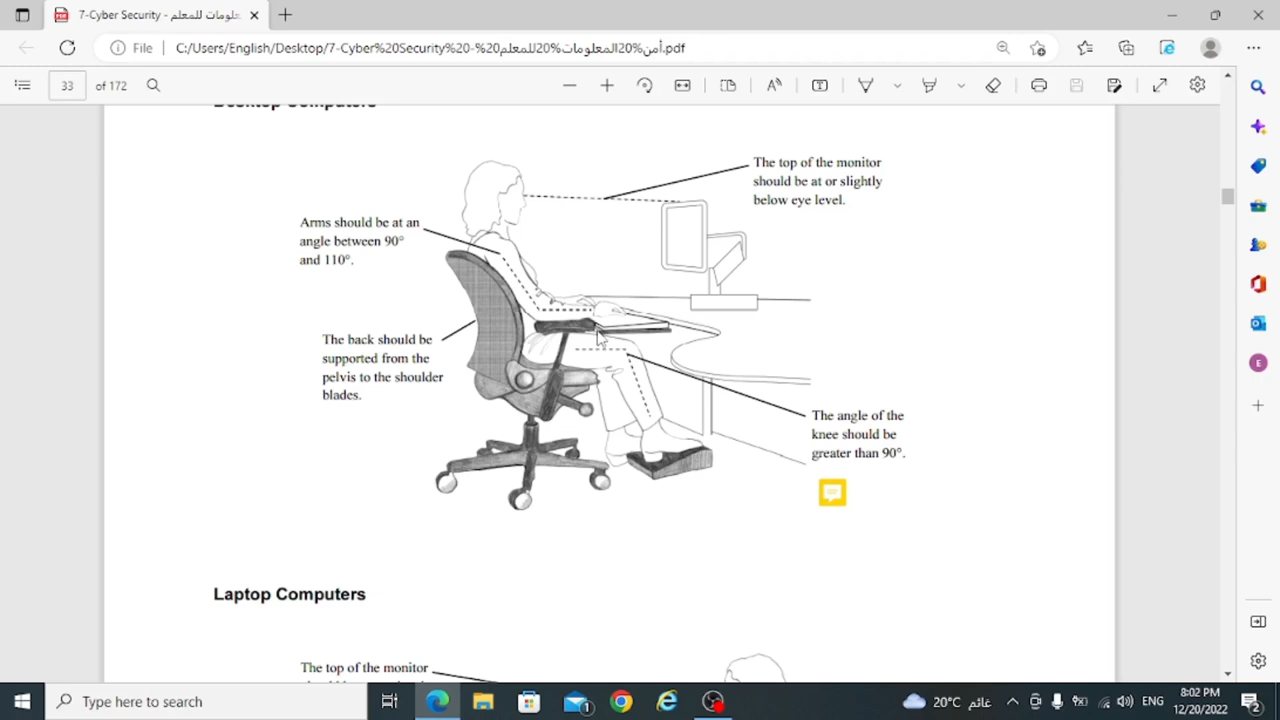 7-Cyber Security - أمن المعلومات للمعلم
File
C:/Users/English/Desktop/7-Cyber%20Security%20-%20أمن%20المعلومات%20للمعلم.pdf
33 of 172
Desktop Computers
The top of the monitor
should be at or slightly
below eye level.
Arms should be at an
angle between 90°
and 110°.
The back should be
supported from the
pelvis to the shoulder
blades.
The angle of the
knee should be
greater than 90°.
Laptop Computers
The top of the monitor
Type here to search
20°C غائم
ENG
8:02 PM
12/20/2022